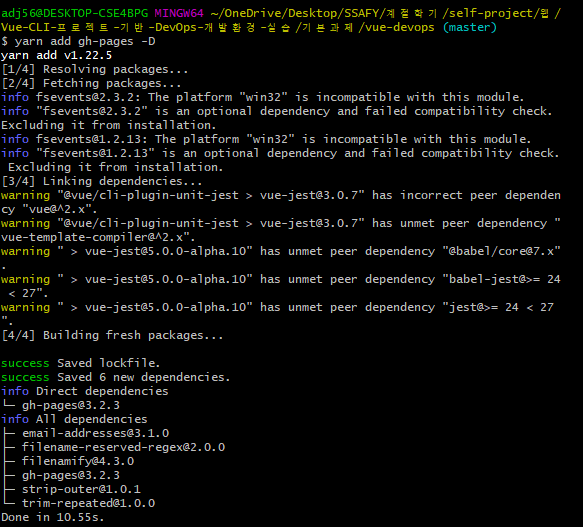 adj56@DESKTOP-CSE4BPG MINGW64 ~/OneDrive/Desktop/SSAFY/계절학기/self-project/웹/
Vue-CLI-프로젝트-기반-DevOps-개발환경-실습/기본과제/vue-devops (master)
$ yarn add gh-pages -D
yarn add v1.22.5
[1/4] Resolving packages...
[2/4] Fetching packages...
info fsevents@2.3.2: The platform "win32" is incompatible with this module.
info "fsevents@2.3.2" is an optional dependency and failed compatibility check.
Excluding it from installation.
info fsevents@1.2.13: The platform "win32" is incompatible with this module.
info "fsevents@1.2.13" is an optional dependency and failed compatibility check.
 Excluding it from installation.
[3/4] Linking dependencies...
warning "@vue/cli-plugin-unit-jest > vue-jest@3.0.7" has incorrect peer dependen
cy "vue@^2.x".
warning "@vue/cli-plugin-unit-jest > vue-jest@3.0.7" has unmet peer dependency "
vue-template-compiler@^2.x".
warning " > vue-jest@5.0.0-alpha.10" has unmet peer dependency "@babel/core@7.x"
.
warning " > vue-jest@5.0.0-alpha.10" has unmet peer dependency "babel-jest@>= 24
 < 27".
warning " > vue-jest@5.0.0-alpha.10" has unmet peer dependency "jest@>= 24 < 27
".
[4/4] Building fresh packages...

success Saved lockfile.
success Saved 6 new dependencies.
info Direct dependencies
└─ gh-pages@3.2.3
info All dependencies
├─ email-addresses@3.1.0
├─ filename-reserved-regex@2.0.0
├─ filenamify@4.3.0
├─ gh-pages@3.2.3
├─ strip-outer@1.0.1
└─ trim-repeated@1.0.0
Done in 10.55s.